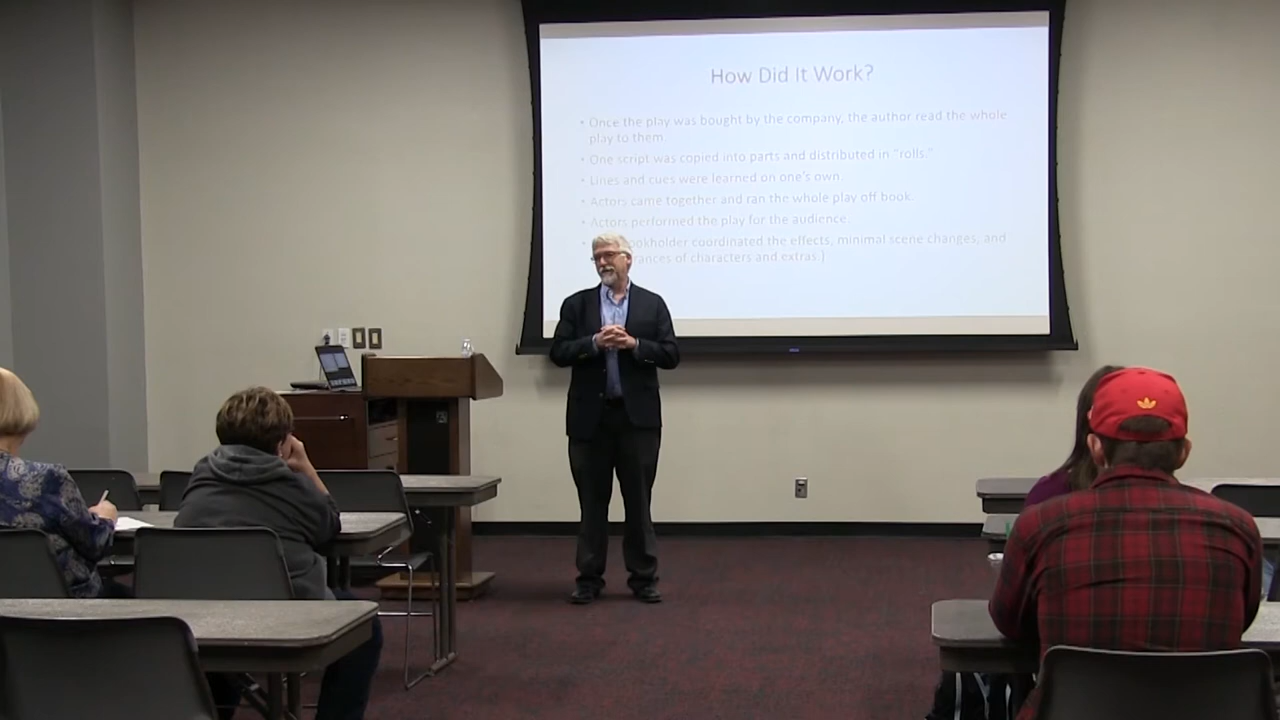 How Did It Work?
• Once the play was bought by the company, the author read the whole
play to them
• One script was copied into parts and distributed in "rolls."
• Lines and cues were learned on one's own.
• Actors came together and ran the whole play off book.
• Actors performed the play for the audience.
coordinated the effects, minimal scene changes, and
of characters and extras.]